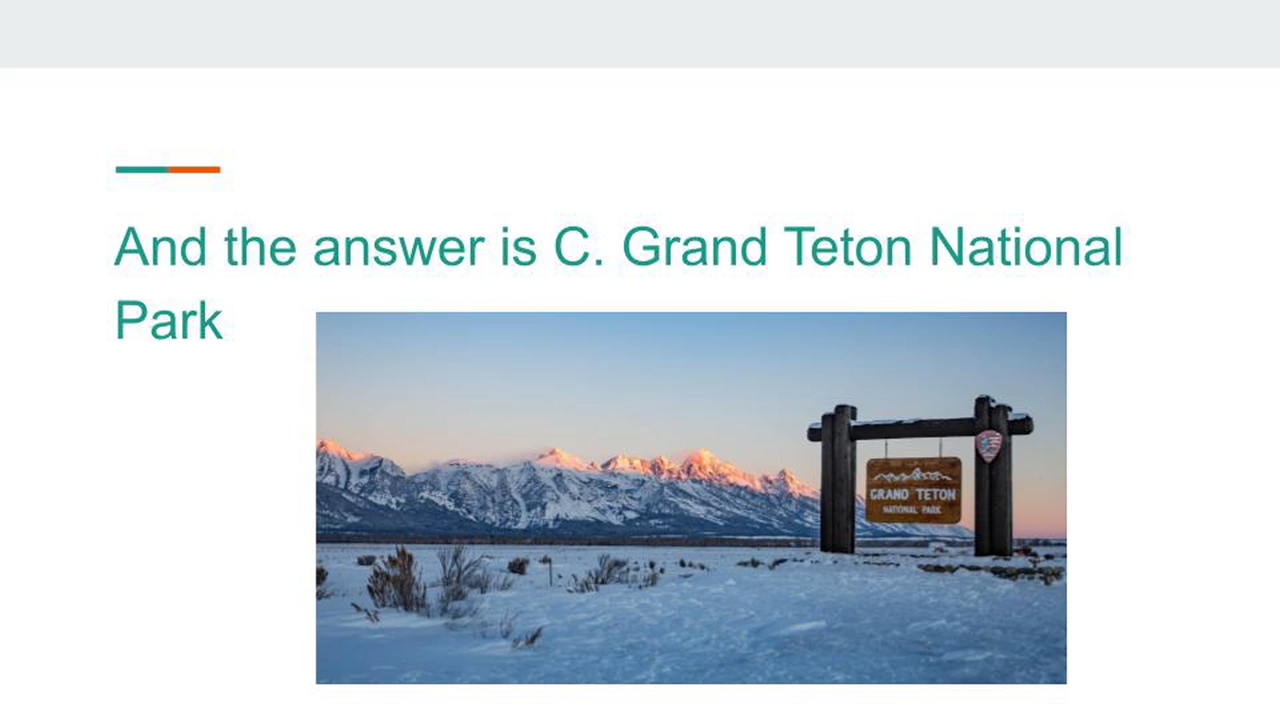 And the answer is C. Grand Teton National
Park
GRAND TETON
NATIONAL PARK